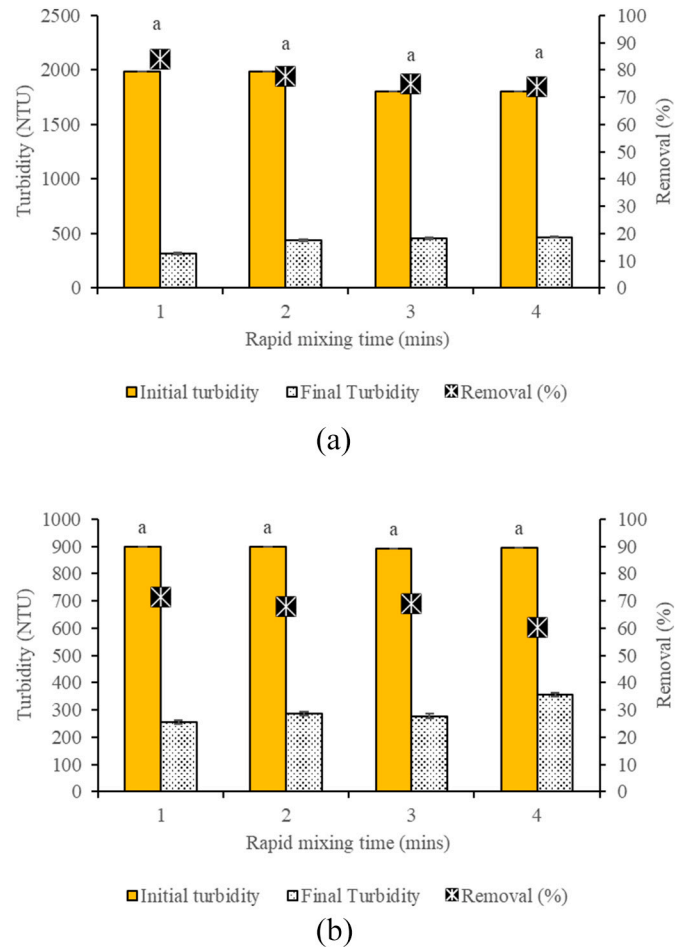 2500
2000
1500
1000
500
0
Turbidity (NTU)
a a a a
100
90
80
70
60
50
40
30
20
10
0
Removal (%)
1 2 3 4
Rapid mixing time (mins)
Initial turbidity Final Turbidity Removal (%)
(a)
1000
900
800
700
600
500
400
300
200
100
0
Turbidity (NTU)
a a a a
100
90
80
70
60
50
40
30
20
10
0
Removal (%)
1 2 3 4
Rapid mixing time (mins)
Initial turbidity Final Turbidity Removal (%)
(b)